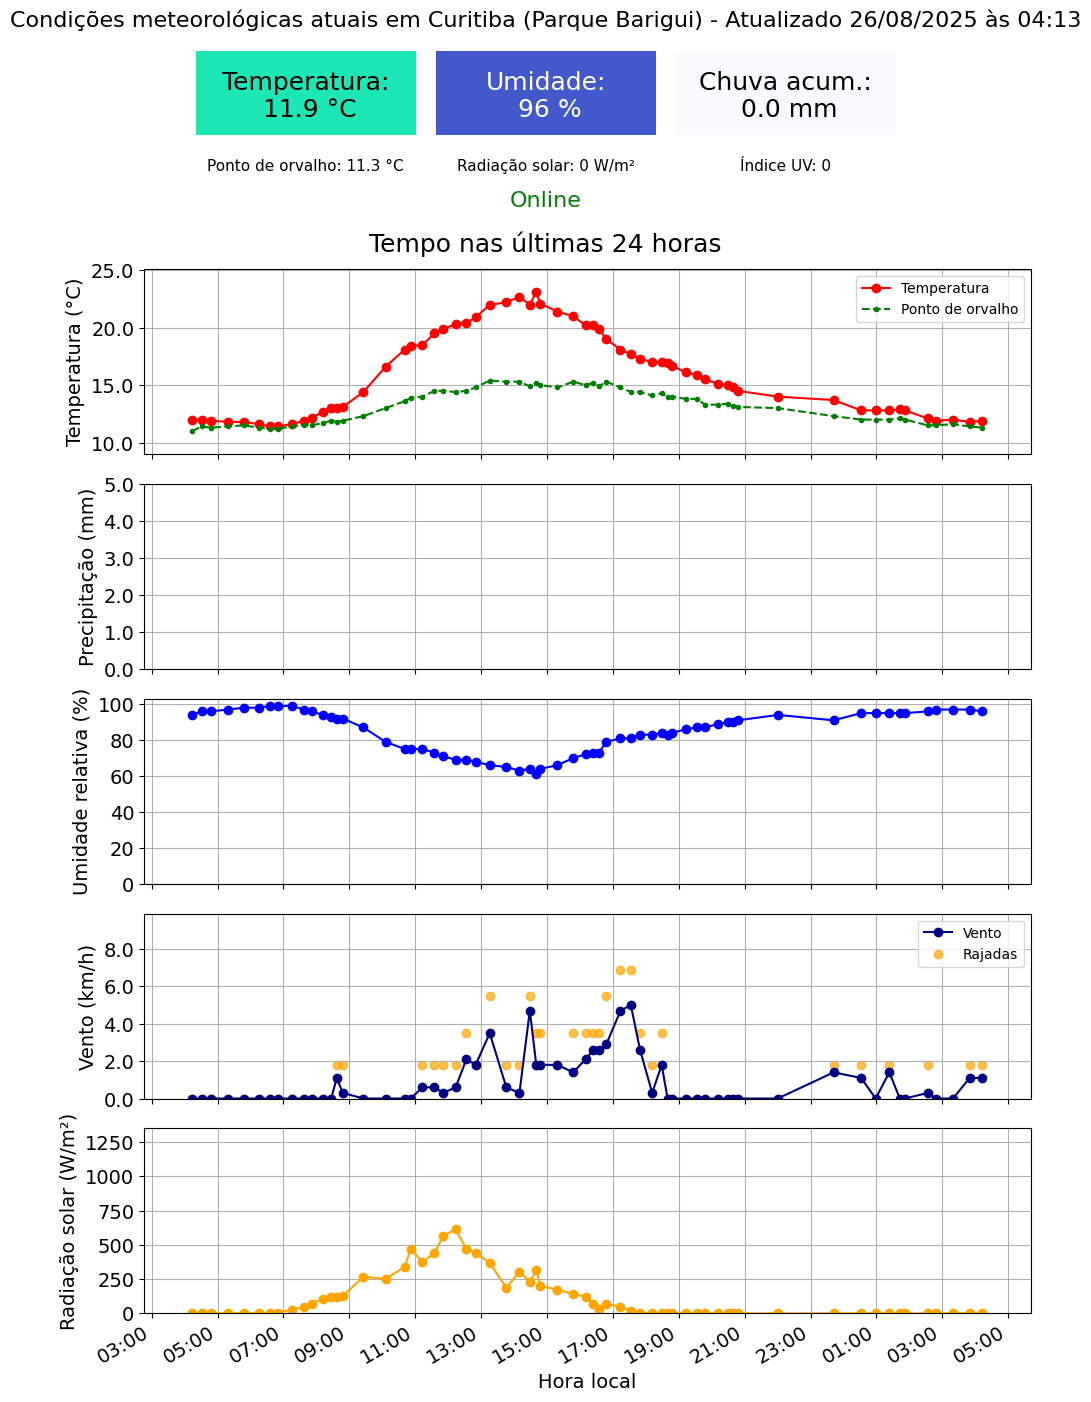 Condições meteorológicas atuais em Curitiba (Parque Barigui) - Atualizado 26/08/2025 às 04:13
Temperatura:
11.9 °C
Umidade:
96 %
Chuva acum.:
0.0 mm
Ponto de orvalho: 11.3 °C
Radiação solar: 0 W/m²
Índice UV: 0
Online
Tempo nas últimas 24 horas
Temperatura (°C)
25.0
20.0
15.0
10.0
Temperatura
Ponto de orvalho
Precipitação (mm)
5.0
4.0
3.0
2.0
1.0
0.0
Umidade relativa (%)
100
80
60
40
20
0
Vento (km/h)
8.0
6.0
4.0
2.0
0.0
Vento
Rajadas
Radiação solar (W/m²)
1250
1000
750
500
250
0
03:00
05:00
07:00
09:00
11:00
13:00
15:00
17:00
19:00
21:00
23:00
01:00
03:00
05:00
Hora local